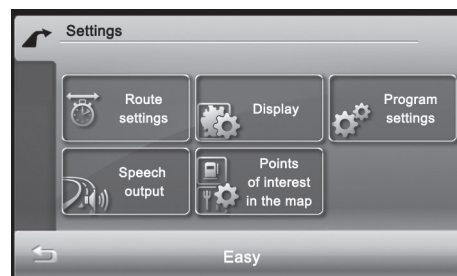 Settings
Route
settings
Display
Program
settings
Speech
output
Points
of interest
in the map
Easy